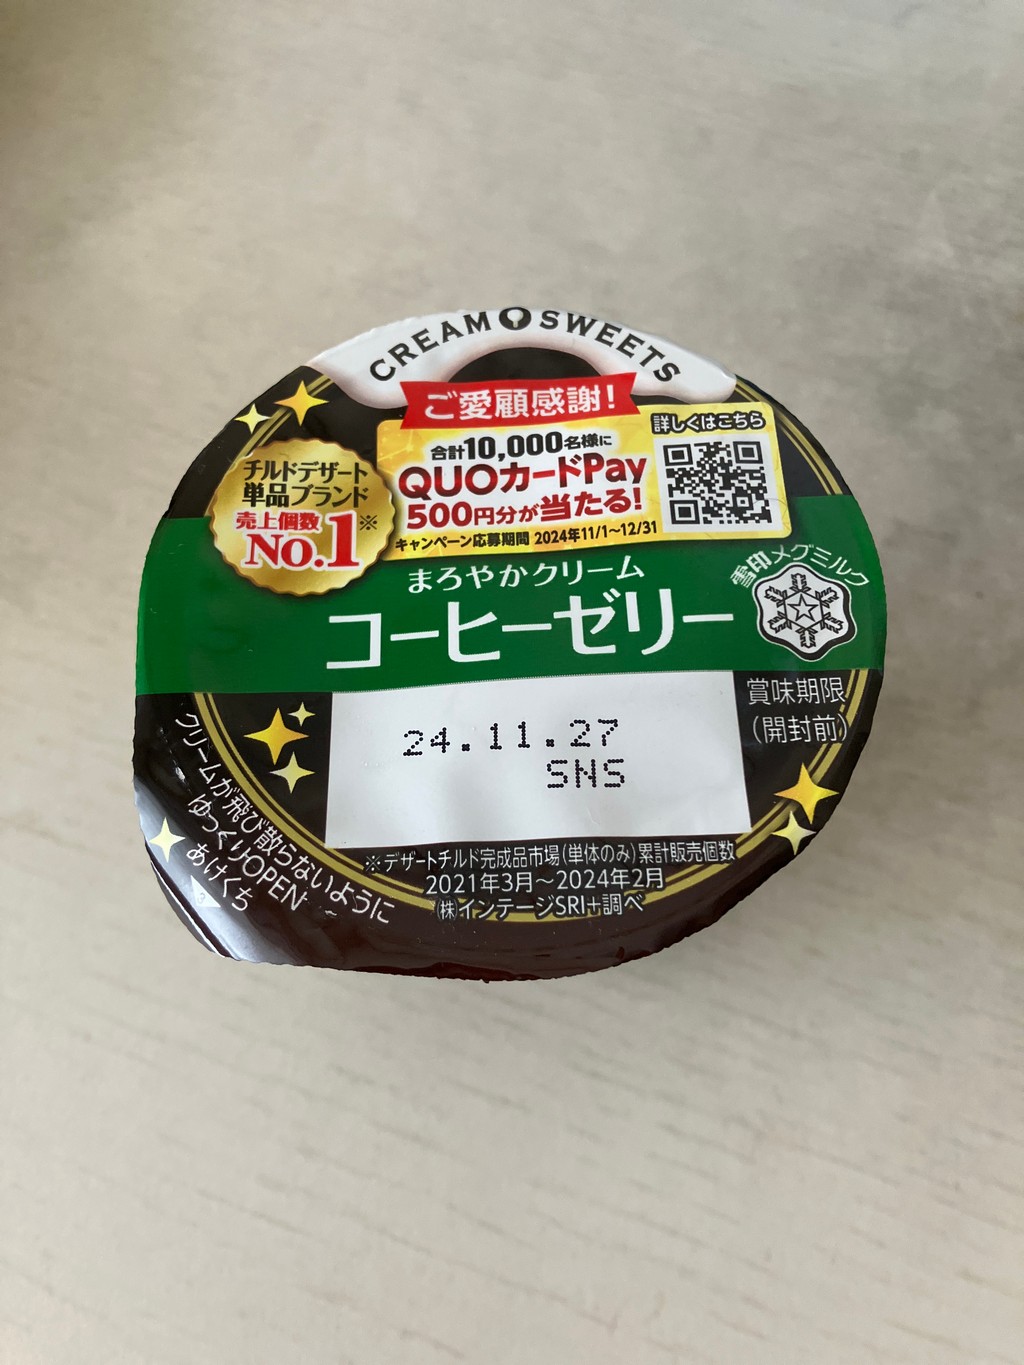 CREAM SWEETS
ご愛顧感謝!
合計10,000名様に
QUOカードPay
500円分が当たる!
キャンペーン応募期間 2024年11/1~12/31
詳しくはこちら
チルドデザート
単品ブランド
売上個数
No.1※
まろやかクリーム
コーヒーゼリー
雪印メグミルク
賞味期限
(開封前)
24.11.27
SNS
※デザートチルド完成品市場(単体のみ)累計販売個数
2021年3月~2024年2月
㈱インテージSRI+調べ
クリームが飛び散らないように
ゆっくりOPEN
あけくち